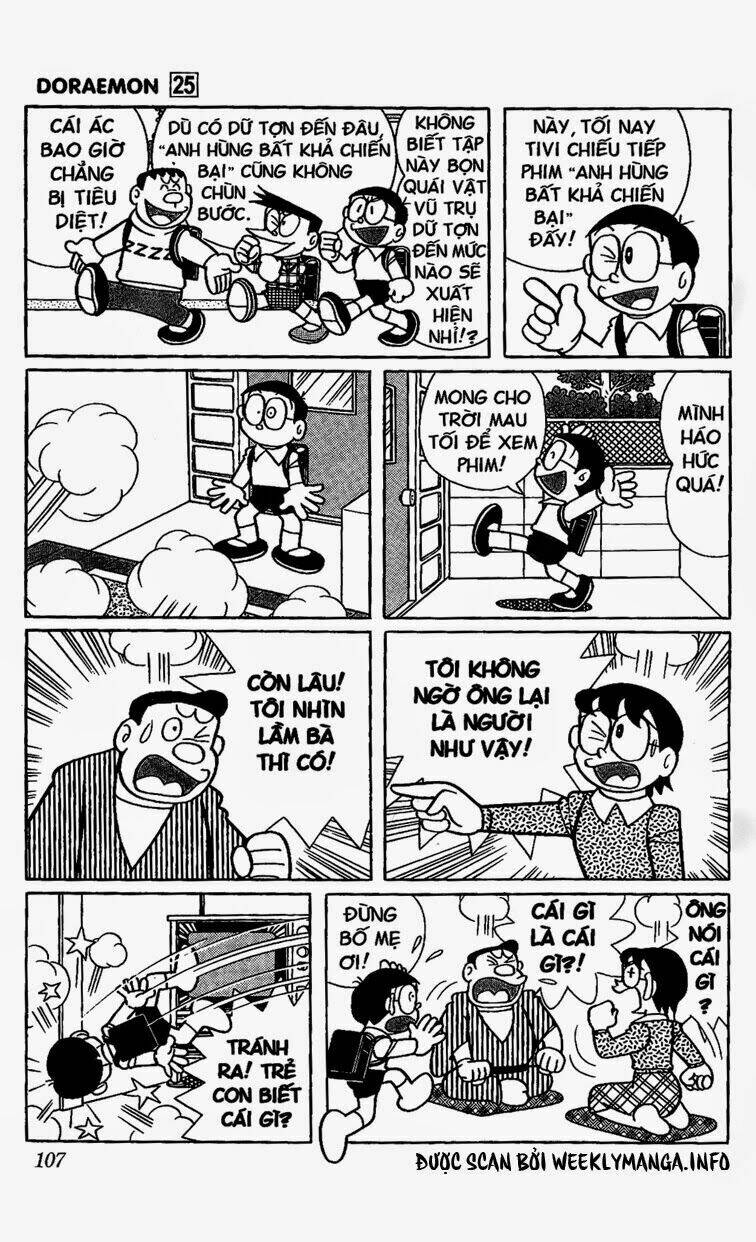 DORAEMON 25
NÀY, TỐI NAY
TIVI CHIẾU TIẾP
PHIM "ANH HÙNG
BẤT KHẢ CHIẾN
BẠI"
ĐẤY!
KHÔNG
BIẾT TẬP
NÀY BỌN
QUÁI VẬT
VŨ TRỤ
DỮ TỢN
ĐẾN MỨC
NÀO SẼ
XUẤT
HIỆN
NHỈ!?
DÙ CÓ DỮ TỢN ĐẾN ĐÂU,
"ANH HÙNG BẤT KHẢ CHIẾN
BẠI" CŨNG KHÔNG
CHÙN
BƯỚC.
CÁI ÁC
BAO GIỜ
CHẲNG
BỊ TIÊU
DIỆT!
ZZZZ
MÌNH
HÁO
HỨC
QUÁ!
MONG CHO
TRỜI MAU
TỐI ĐỂ XEM
PHIM!
TÔI KHÔNG
NGỜ ÔNG LẠI
LÀ NGƯỜI
NHƯ VẬY!
CÒN LÂU!
TÔI NHÌN
LẦM BÀ
THÌ CÓ!
ÔNG
NÓI
CÁI
GÌ?
CÁI GÌ
LÀ CÁI
GÌ?!
ĐỪNG
BỐ MẸ
ƠI!
TRÁNH
RA! TRẺ
CON BIẾT
CÁI GÌ?
107
ĐƯỢC SCAN BỞI WEEKLYMANGA.INFO